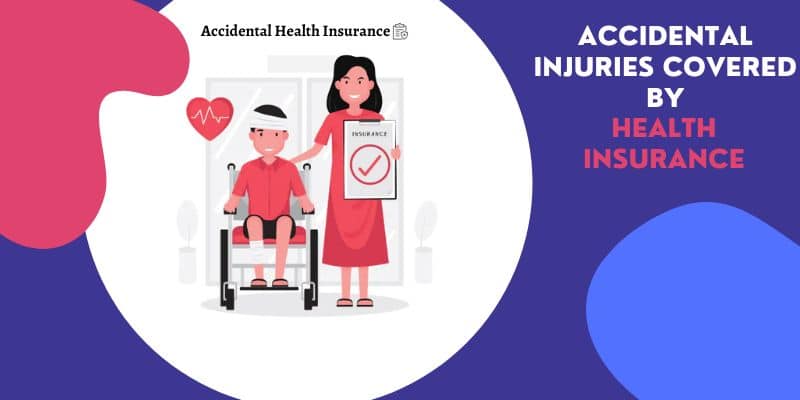 Accidental Health Insurance
INSURANCE
ACCIDENTAL
INJURIES COVERED
BY
HEALTH
INSURANCE